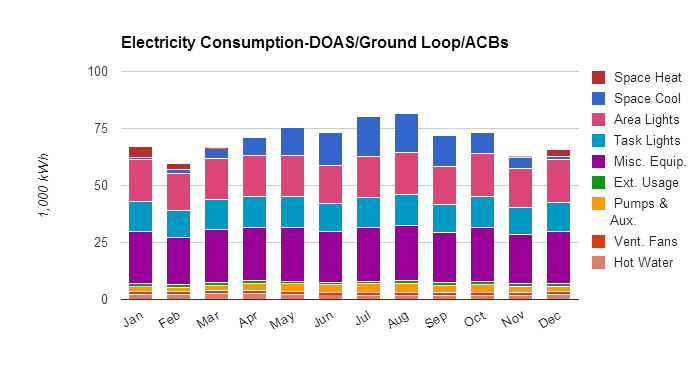 Electricity Consumption-DOAS/Ground Loop/ACBs
100
75
50
25
0
1,000 kWh
Jan
Feb
Mar
Apr
May
Jun
Jul
Aug
Sep
Oct
Nov
Dec
Space Heat
Space Cool
Area Lights
Task Lights
Misc. Equip.
Ext. Usage
Pumps &
Aux.
Vent. Fans
Hot Water